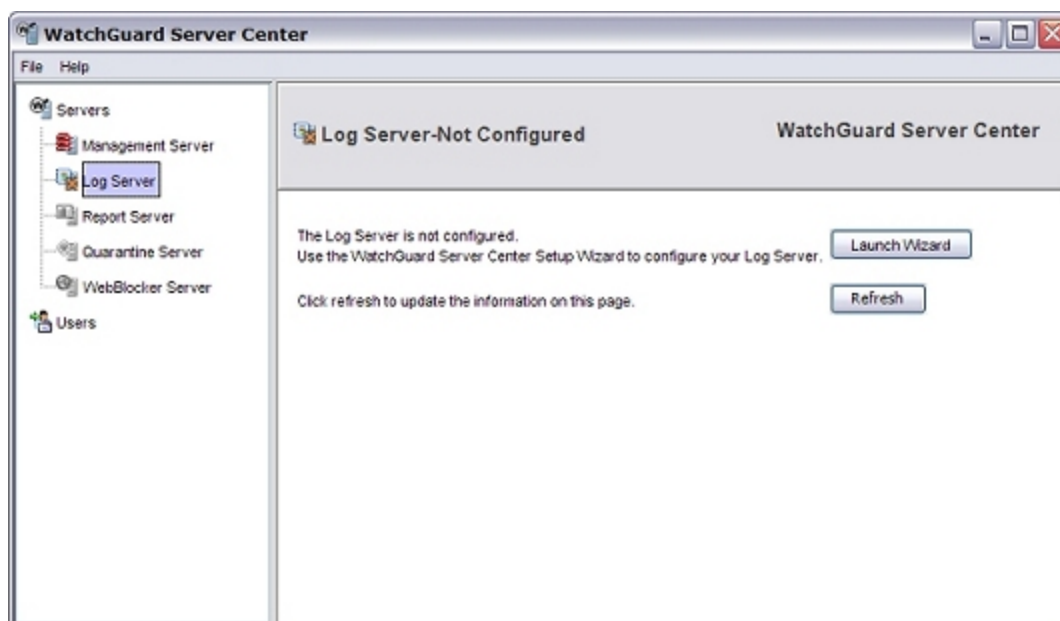 WatchGuard Server Center
File Help
Servers
Management Server
Log Server
Report Server
Quarantine Server
WebBlocker Server
Users
Log Server-Not Configured
WatchGuard Server Center
The Log Server is not configured.
Use the WatchGuard Server Center Setup Wizard to configure your Log Server.
Launch Wizard
Click refresh to update the information on this page.
Refresh